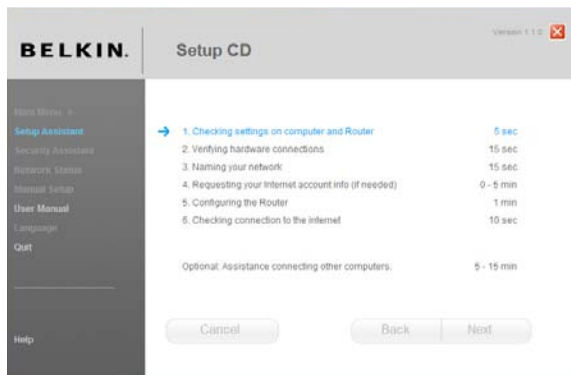 BELKIN.
Setup CD
Version 1.1.0
Main Menu >
Setup Assistant
Security Assistant
Network Status
Manual Setup
User Manual
Language
Quit
Help
1. Checking settings on computer and Router 5 sec
2. Verifying hardware connections 15 sec
3. Naming your network 15 sec
4. Requesting your Internet account info (if needed) 0 - 5 min
5. Configuring the Router 1 min
6. Checking connection to the internet 10 sec
Optional: Assistance connecting other computers. 5 - 15 min
Cancel
Back
Next